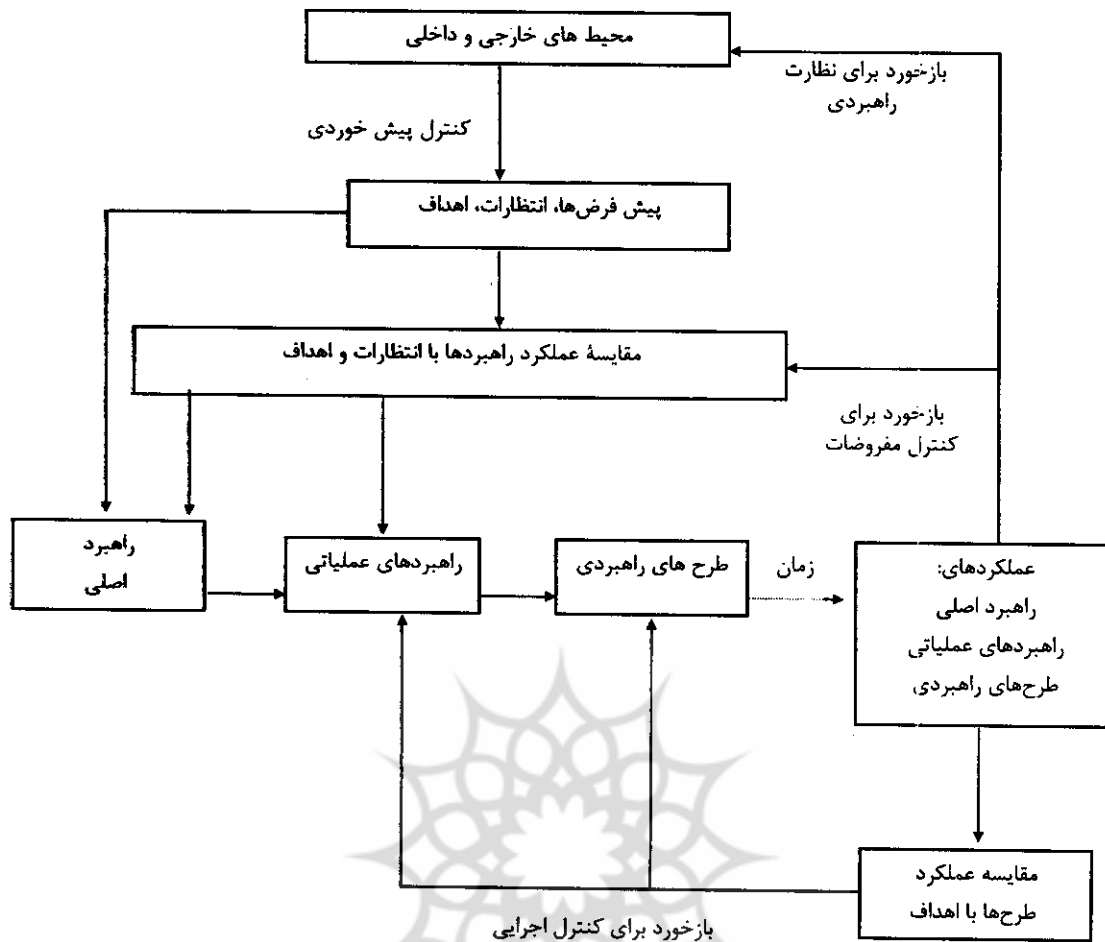 محیط های خارجی و داخلی
بازخورد برای نظارت
راهبردی
کنترل پیش خوردی
پیش فرض‌ها، انتظارات، اهداف
مقایسهٔ عملکرد راهبردها با انتظارات و اهداف
بازخورد برای
کنترل مفروضات
راهبرد
اصلی
راهبردهای عملیاتی
طرح های راهبردی
زمان
عملکردهای:
راهبرد اصلی
راهبردهای عملیاتی
طرح‌های راهبردی
مقایسه عملکرد
طرح‌ها با اهداف
بازخورد برای کنترل اجرایی